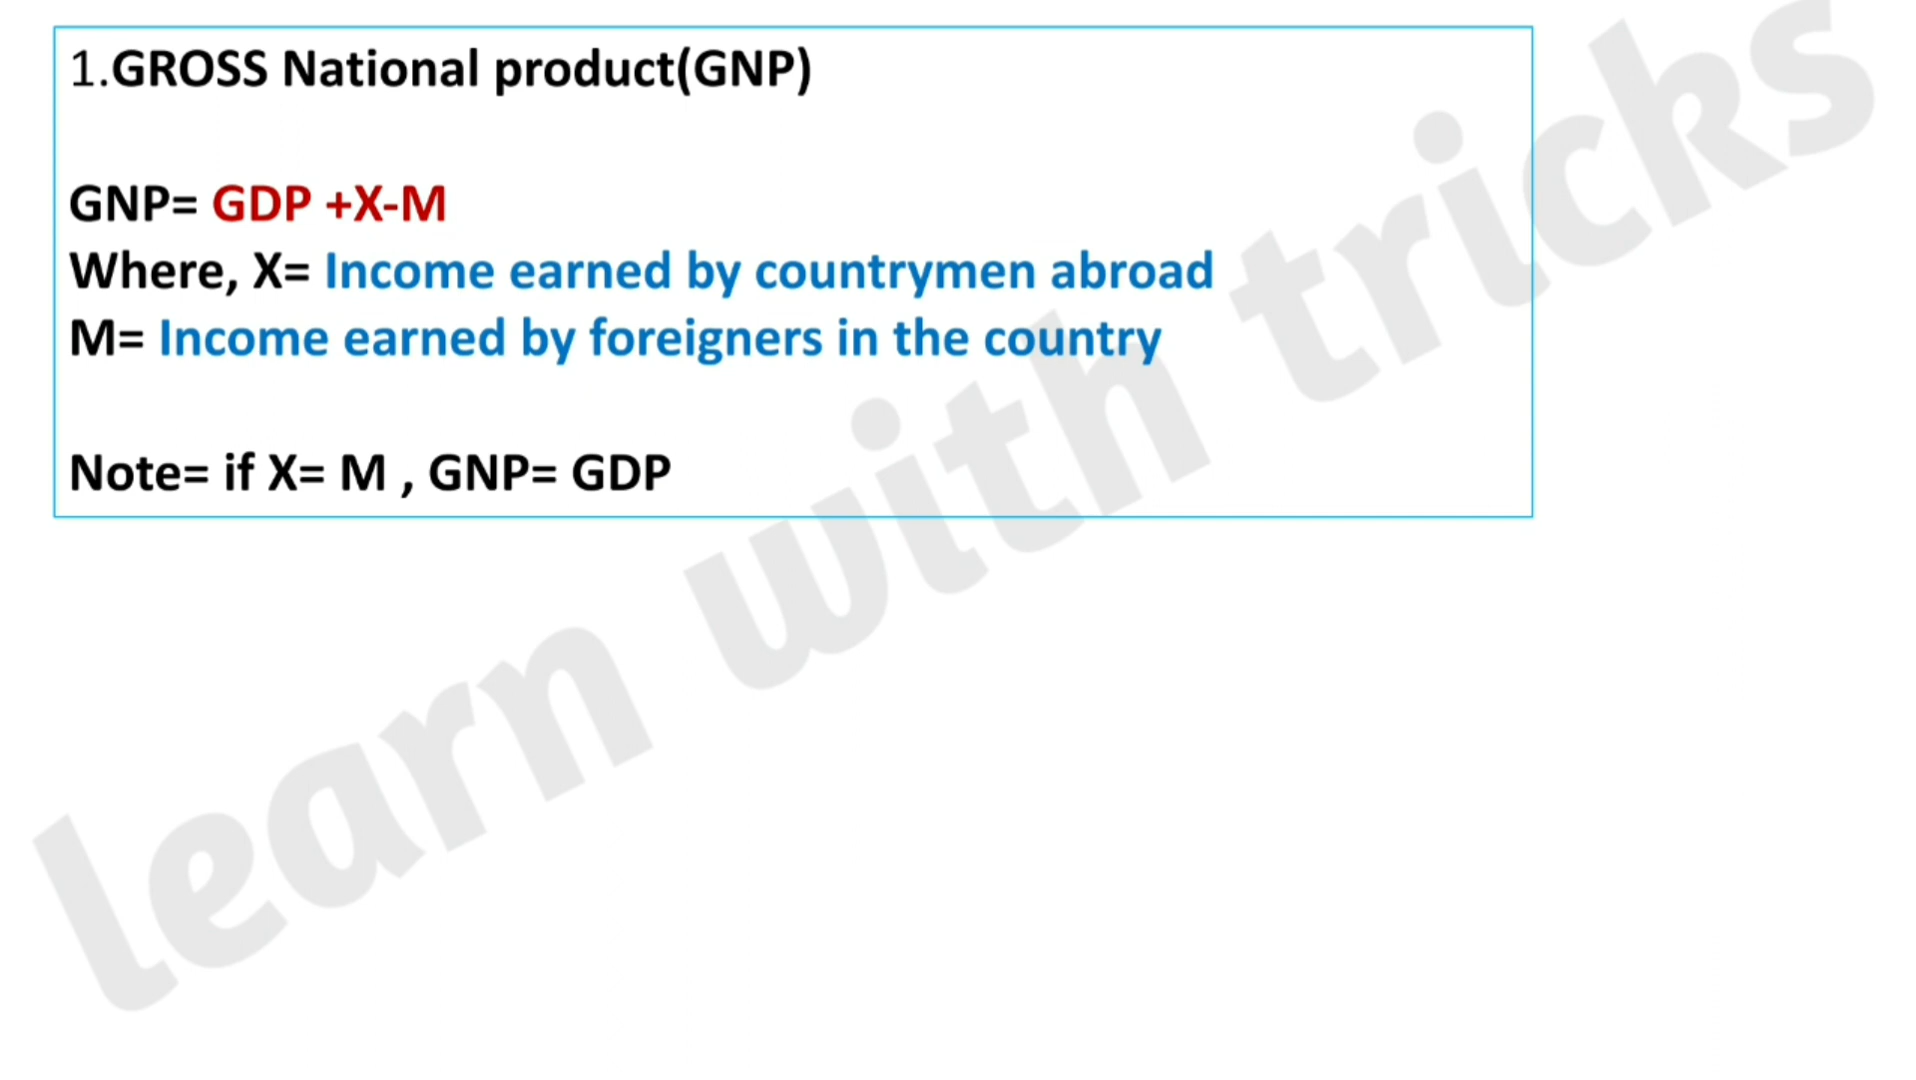 1.GROSS National product(GNP)
GNP= GDP +X-M
Where, X= Income earned by countrymen abroad
M= Income earned by foreigners in the country
Note= if X= M , GNP= GDP
learn with tricks